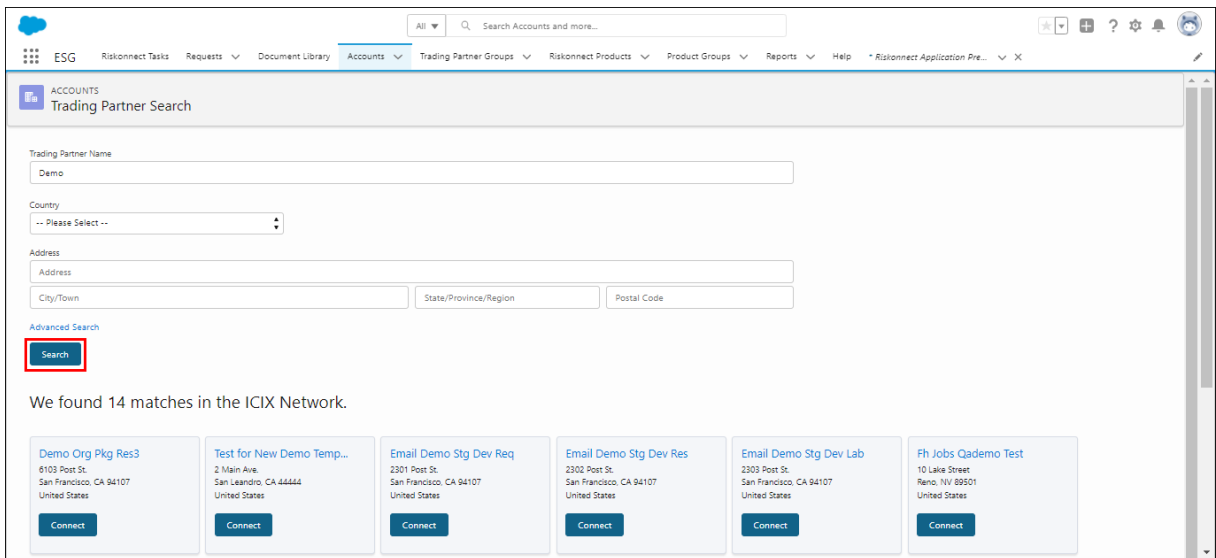 All
Search Accounts and more...
ESG Riskonnect Tasks Requests Document Library Accounts Trading Partner Groups Riskonnect Products Product Groups Reports Help * Riskonnect Application Pre...
ACCOUNTS
Trading Partner Search
Trading Partner Name
Demo
Country
-- Please Select --
Address
Address
City/Town State/Province/Region Postal Code
Advanced Search
Search
We found 14 matches in the ICIX Network.
Demo Org Pkg Res3
6103 Post St.
San Francisco, CA 94107
United States
Connect
Test for New Demo Temp...
2 Main Ave.
San Leandro, CA 44444
United States
Connect
Email Demo Stg Dev Req
2301 Post St.
San Francisco, CA 94107
United States
Connect
Email Demo Stg Dev Res
2302 Post St.
San Francisco, CA 94107
United States
Connect
Email Demo Stg Dev Lab
2303 Post St.
San Francisco, CA 94107
United States
Connect
Fh Jobs Qademo Test
10 Lake Street
Reno, NV 89501
United States
Connect